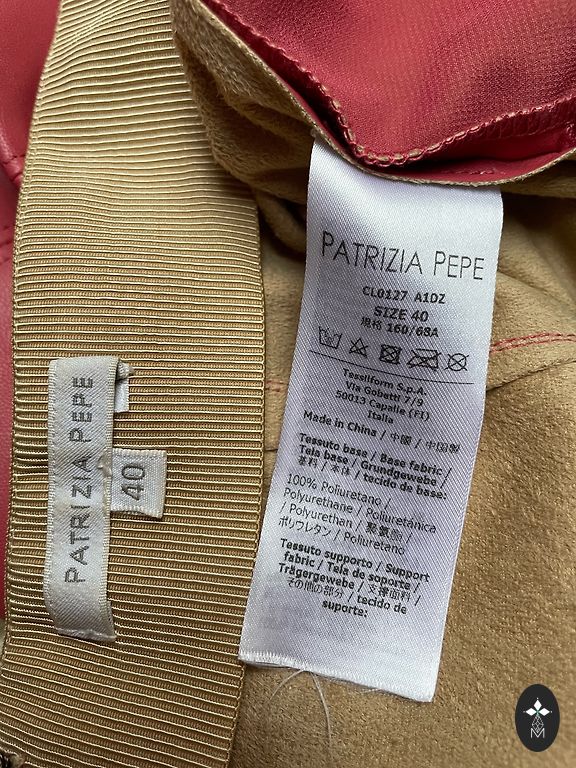 PATRIZIA PEPE
40
PATRIZIA PEPE
CL0127 A1DZ
SIZE 40
規格 160/68A
Tessilform S.p.A.
Via Gobetti 7/9
50013 Capalle (FI)
Italia
Made in China / 中國 / 中国製
Tessuto base / Base fabric /
Tela base / Grundgewebe /
基料 / 本体 / tecido de base:
100% Poliuretano /
Polyurethane / Poliuretánica
/ Polyurethan / 聚氨酯 /
ポリウレタン / Poliuretano
Tessuto supporto / Support
fabric / Tela de soporte /
Trägergewebe / 支撑面料 /
その他の部分 / tecido de
suporte:
M